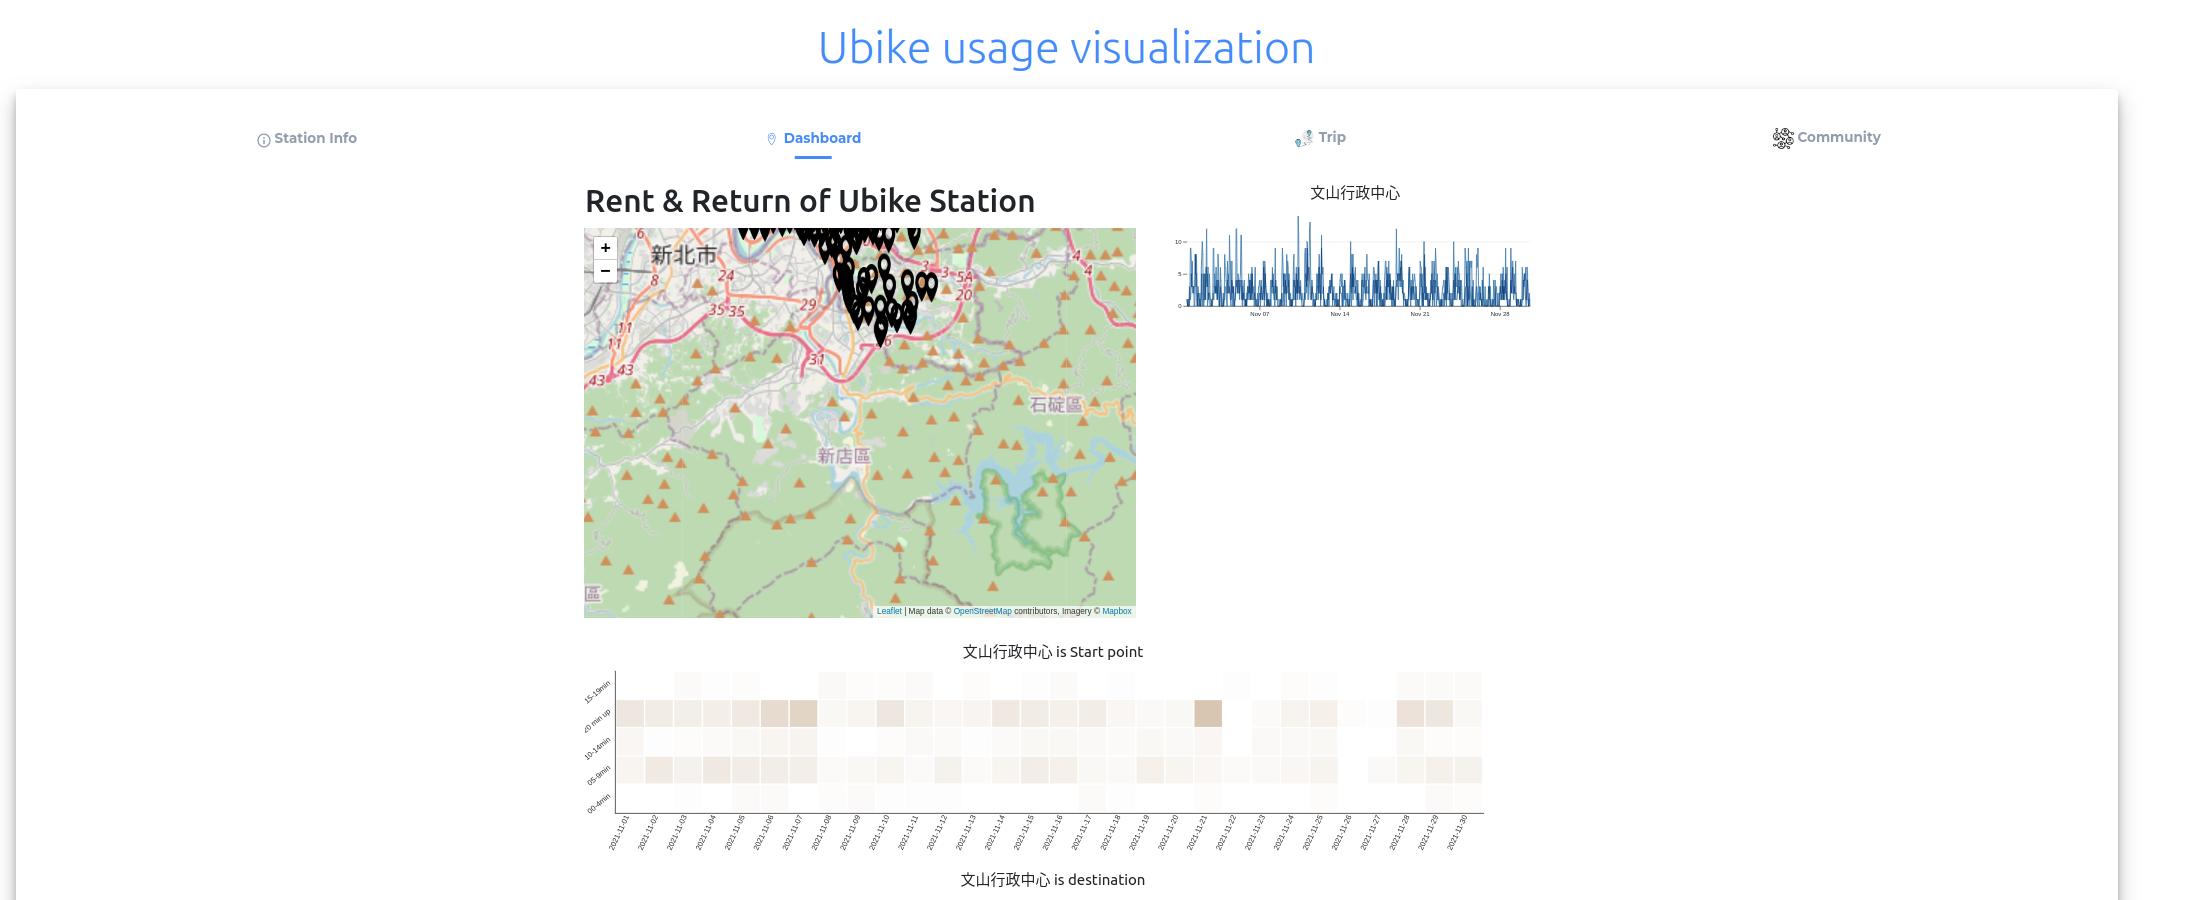 Ubike usage visualization
Station Info
Dashboard
Trip
Community
Rent & Return of Ubike Station
文山行政中心
+
−
新北市
6
24
8
29
35 35
11
11
31
43
43
3
3
5A
20
4
4
6
石碇區
新店區
區
Leaflet | Map data © OpenStreetMap contributors, Imagery © Mapbox
10
5
0
Nov 07
Nov 14
Nov 21
Nov 28
文山行政中心 is Start point
15-19min
20 min up
10-14min
05-9min
00-4min
2021-11-01
2021-11-02
2021-11-03
2021-11-04
2021-11-05
2021-11-06
2021-11-07
2021-11-08
2021-11-09
2021-11-10
2021-11-11
2021-11-12
2021-11-13
2021-11-14
2021-11-15
2021-11-16
2021-11-17
2021-11-18
2021-11-19
2021-11-20
2021-11-21
2021-11-22
2021-11-23
2021-11-24
2021-11-25
2021-11-26
2021-11-27
2021-11-28
2021-11-29
2021-11-30
文山行政中心 is destination